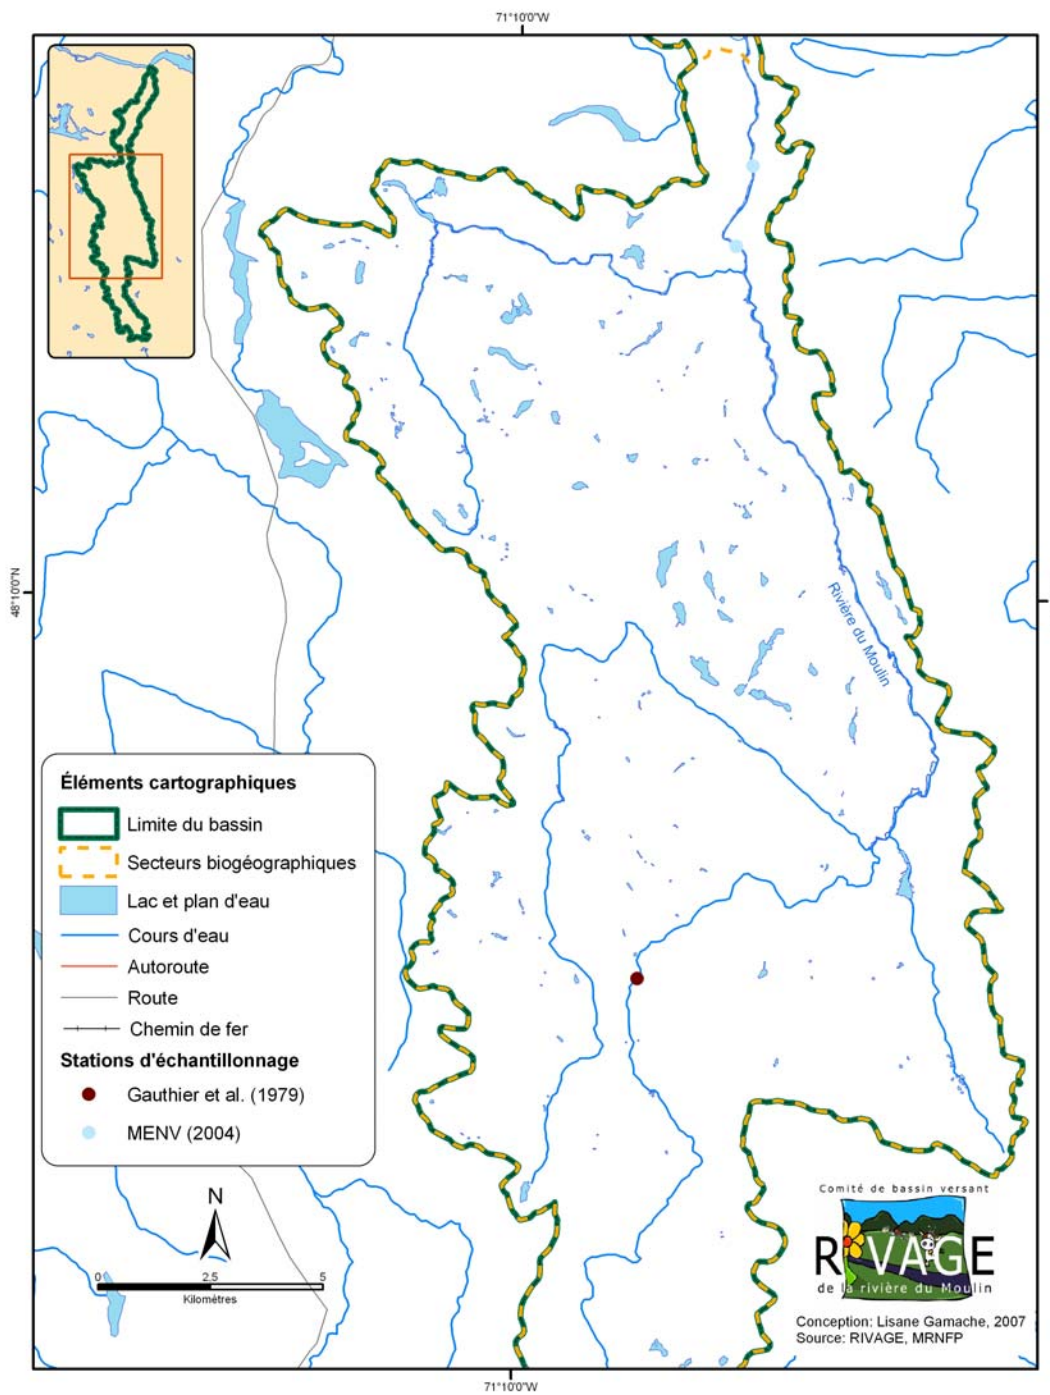 71°10'0"W
48°10'0"N
Rivière du Moulin
Éléments cartographiques
Limite du bassin
Secteurs biogéographiques
Lac et plan d'eau
Cours d'eau
Autoroute
Route
Chemin de fer
Stations d'échantillonnage
Gauthier et al. (1979)
MENV (2004)
N
0 2,5 5
Kilomètres
Comité de bassin versant
RIVAGE
de la rivière du Moulin
Conception: Lisane Gamache, 2007
Source: RIVAGE, MRNFP
71°10'0"W